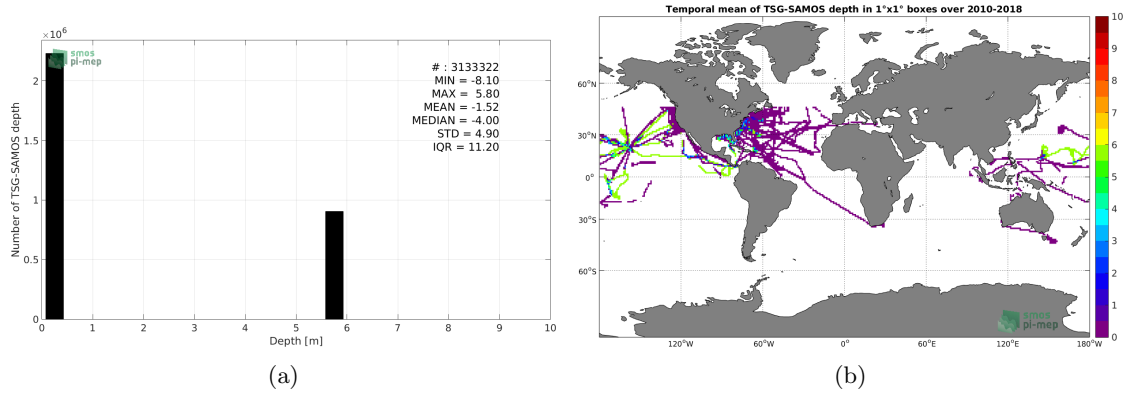 ×10⁶
smos
pi-mep
# : 3133322
MIN = -8.10
MAX = 5.80
MEAN = -1.52
MEDIAN = -4.00
STD = 4.90
IQR = 11.20
Number of TSG-SAMOS depth
2
1.5
1
0.5
0
0 1 2 3 4 5 6 7 8 9 10
Depth [m]
(a)
Temporal mean of TSG-SAMOS depth in 1°x1° boxes over 2010-2018
60°N
30°N
0°
30°S
60°S
120°W 60°W 0° 60°E 120°E 180°W
smos
pi-mep
10
9
8
7
6
5
4
3
2
1
0
(b)